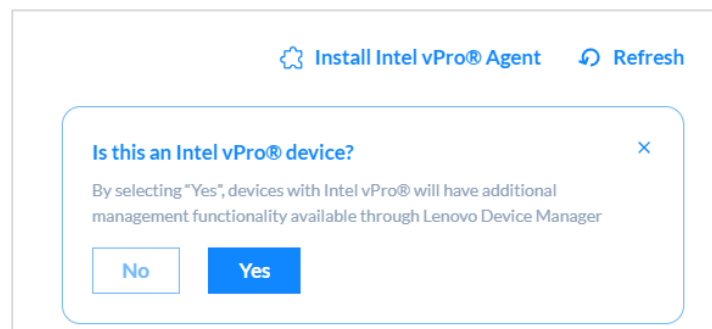 Install Intel vPro® Agent Refresh
Is this an Intel vPro® device?
By selecting "Yes", devices with Intel vPro® will have additional
management functionality available through Lenovo Device Manager
No Yes